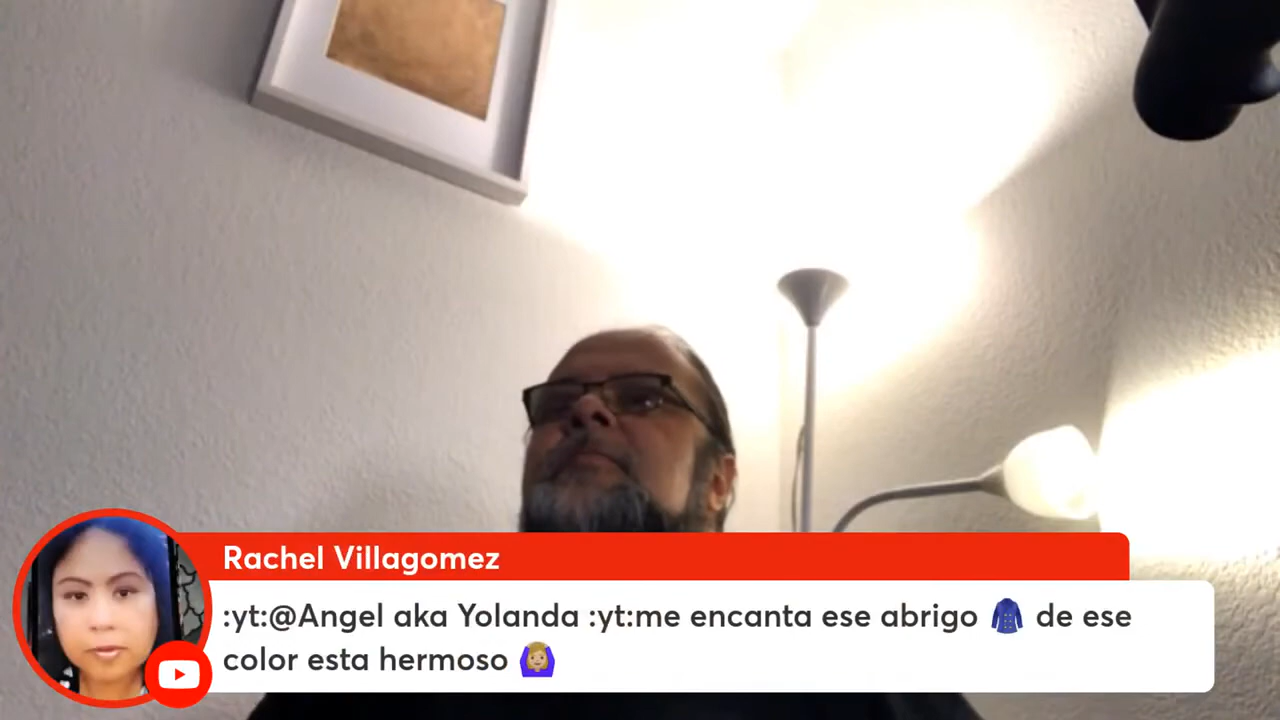 Rachel Villagomez
:yt:@Angel aka Yolanda :yt:me encanta ese abrigo 🧥 de ese
color esta hermoso 🙆🏼‍♀️